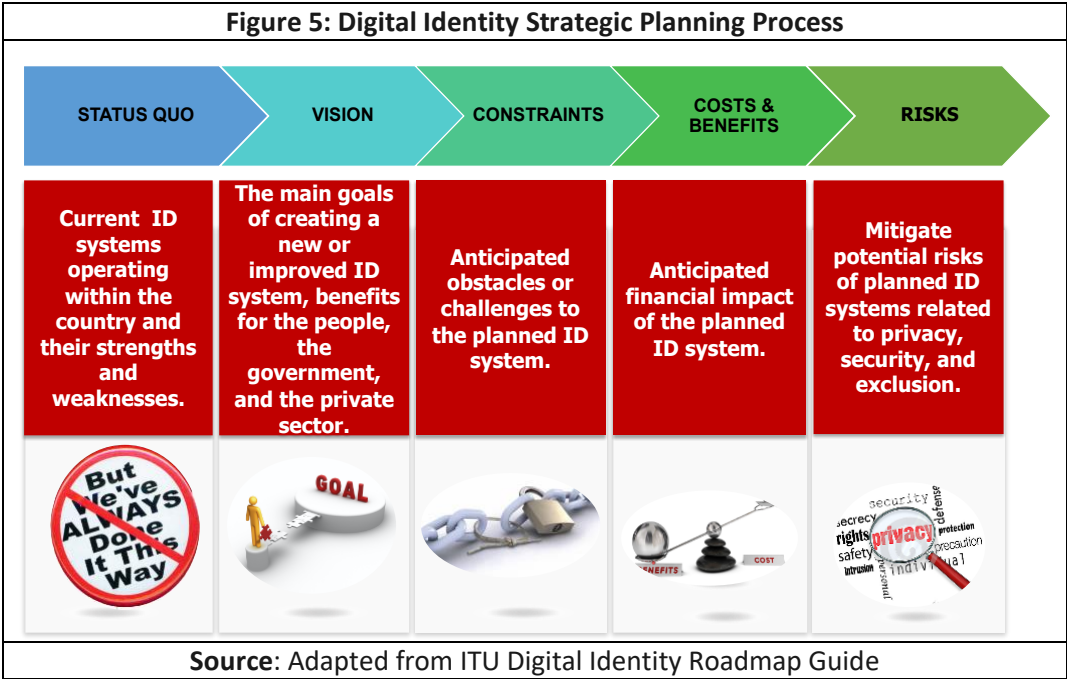 Figure 5: Digital Identity Strategic Planning Process
STATUS QUO
VISION
CONSTRAINTS
COSTS &
BENEFITS
RISKS
Current ID
systems
operating
within the
country and
their strengths
and
weaknesses.
The main goals
of creating a
new or
improved ID
system, benefits
for the people,
the
government,
and the private
sector.
Anticipated
obstacles or
challenges to
the planned ID
system.
Anticipated
financial impact
of the planned
ID system.
Mitigate
potential risks
of planned ID
systems related
to privacy,
security, and
exclusion.
But
We've
ALWAYS
Done
It This
Way
GOAL
BENEFITS
COST
security
secrecy
defense
rights
privacy
protection
safety
precaution
intrusion
individual
personal
Source: Adapted from ITU Digital Identity Roadmap Guide